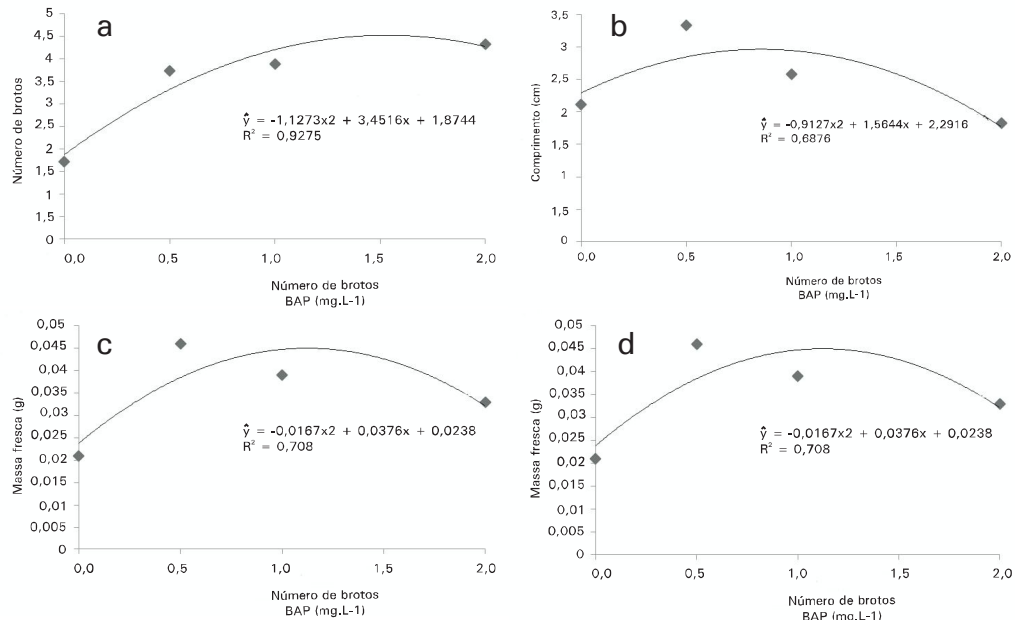 a
Número de brotos
5
4,5
4
3,5
3
2,5
2
1,5
1
1,5
0
ŷ = -1,1273x2 + 3,4516x + 1,8744
R² = 0,9275
0,0 0,5 1,0 1,5 2,0
Número de brotos
BAP (mg.L-1)
b
Comprimento (cm)
3,5
3
2,5
2
1,5
1
1,5
0
ŷ = -0,9127x2 + 1,5644x + 2,2916
R² = 0,6876
0,0 0,5 1,0 1,5 2,0
Número de brotos
BAP (mg.L-1)
c
Massa fresca (g)
0,05
0,045
0,04
0,035
0,03
0,025
0,02
0,015
0,01
0,005
0
ŷ = -0,0167x2 + 0,0376x + 0,0238
R² = 0,708
0,0 0,5 1,0 2,0
Número de brotos
BAP (mg.L-1)
d
Massa fresca (g)
0,05
0,045
0,04
0,035
0,03
0,025
0,02
0,015
0,01
0,005
0
ŷ = -0,0167x2 + 0,0376x + 0,0238
R² = 0,708
0,0 0,5 1,0 2,0
Número de brotos
BAP (mg.L-1)